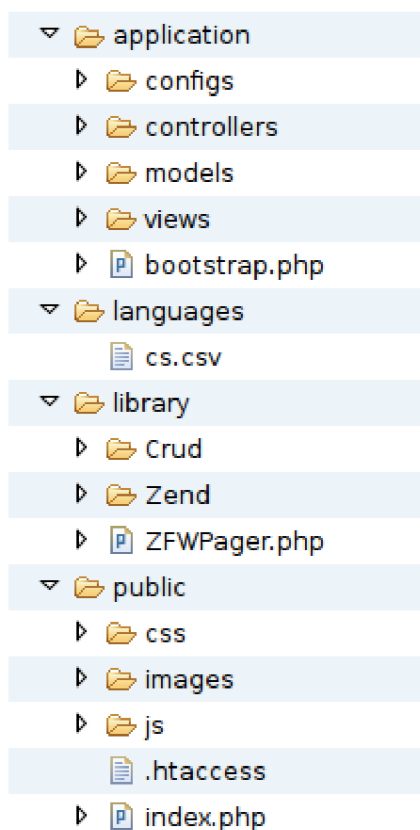 application
configs
controllers
models
views
bootstrap.php
languages
cs.csv
library
Crud
Zend
ZFWPager.php
public
css
images
js
.htaccess
index.php